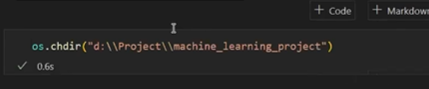 + Code + Markdown
os.chdir("d:\\Project\\machine_learning_project")
0.6s